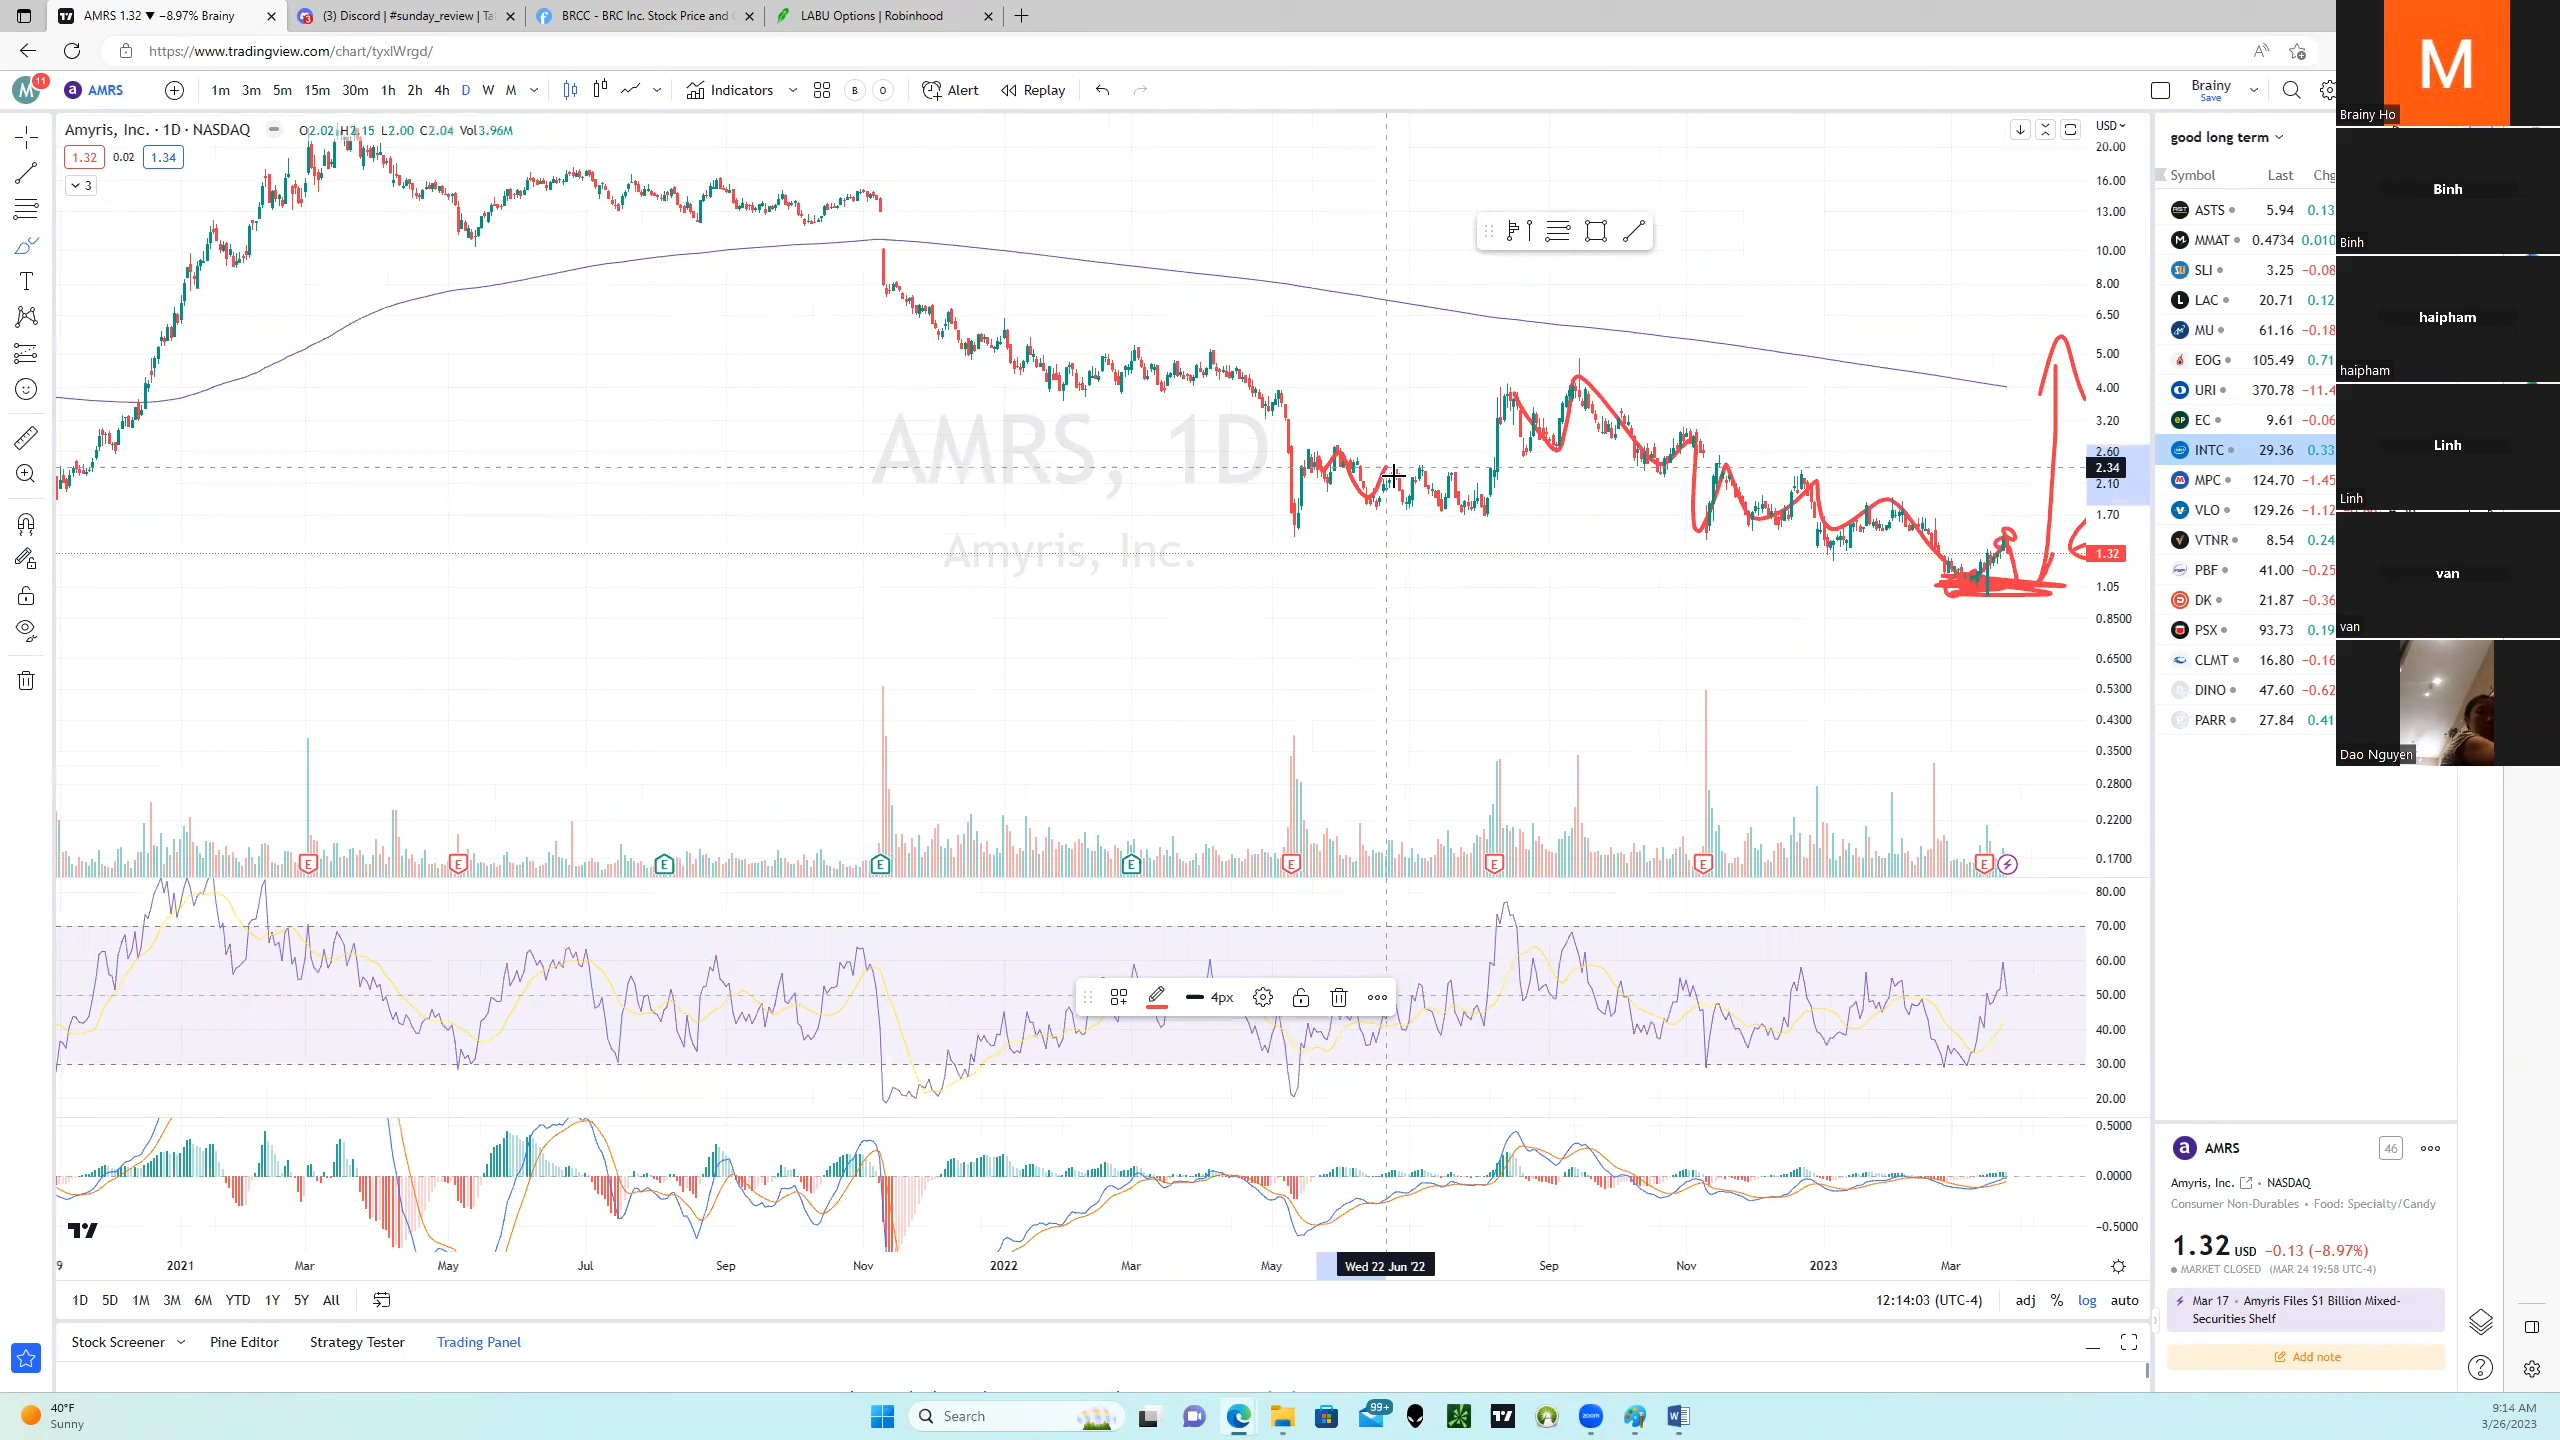 AMRS 1.32 ▼ −8.97% Brainy
(3) Discord | #sunday_review | Tal
BRCC - BRC Inc. Stock Price and
LABU Options | Robinhood
https://www.tradingview.com/chart/tyxlWrgd/
M 11 AMRS 1m 3m 5m 15m 30m 1h 2h 4h D W M Indicators B O Alert Replay Brainy
Save
Amyris, Inc. · 1D · NASDAQ O2.02 H2.15 L2.00 C2.04 Vol3.96M
1.32 0.02 1.34
3
USD
20.00
16.00
13.00
10.00
8.00
6.50
5.00
4.00
3.20
2.60
2.34
2.10
1.70
1.32
1.05
0.8500
0.6500
0.5300
0.4300
0.3500
0.2800
0.2200
0.1700
AMRS, 1D
Amyris, Inc.
E E E E E E E E E
80.00
70.00
60.00
50.00
40.00
30.00
20.00
4px
0.5000
0.0000
−0.5000
9 2021 Mar May Jul Sep Nov 2022 Mar May Wed 22 Jun '22 Sep Nov 2023 Mar
1D 5D 1M 3M 6M YTD 1Y 5Y All
12:14:03 (UTC-4) adj % log auto
Stock Screener Pine Editor Strategy Tester Trading Panel
good long term
Symbol Last Chg
ASTS 5.94 0.13
MMAT 0.4734 0.010
SLI 3.25 −0.08
LAC 20.71 0.12
MU 61.16 −0.18
EOG 105.49 0.71
URI 370.78 −11.4
EC 9.61 −0.06
INTC 29.36 0.33
MPC 124.70 −1.45
VLO 129.26 −1.12
VTNR 8.54 0.24
PBF 41.00 −0.25
DK 21.87 −0.36
PSX 93.73 0.19
CLMT 16.80 −0.16
DINO 47.60 −0.62
PARR 27.84 0.41
AMRS 46
Amyris, Inc. • NASDAQ
Consumer Non-Durables • Food: Specialty/Candy
1.32 USD −0.13 (−8.97%)
MARKET CLOSED (MAR 24 19:58 UTC-4)
Mar 17 • Amyris Files $1 Billion Mixed-
Securities Shelf
Add note
M
Brainy Ho
Binh
Binh
haipham
haipham
Linh
Linh
van
van
Dao Nguyen
40°F
Sunny
Search
99+
zoom
9:14 AM
3/26/2023